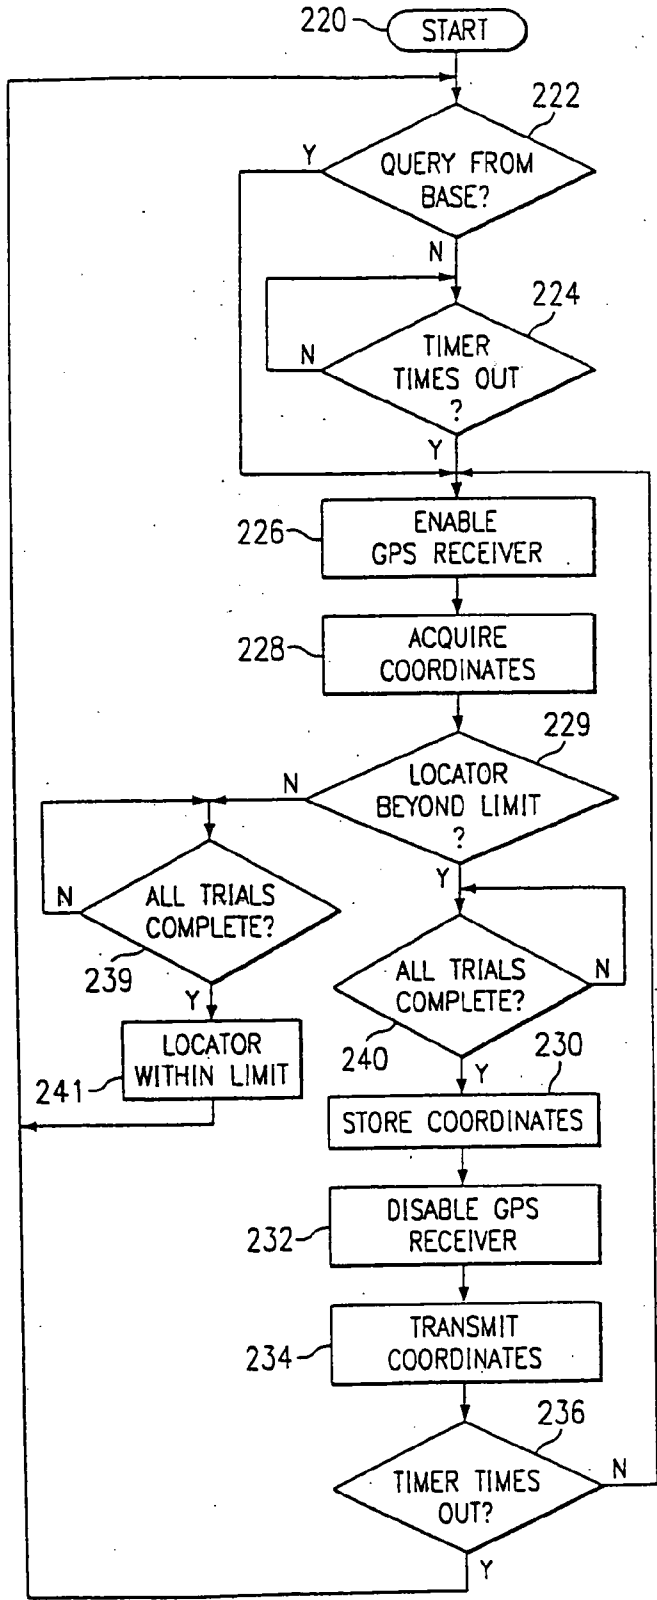 220
START
222
Y
QUERY FROM
BASE?
N
224
N
TIMER
TIMES OUT
?
Y
226
ENABLE
GPS RECEIVER
228
ACQUIRE
COORDINATES
229
N
LOCATOR
BEYOND LIMIT
?
Y
N
ALL TRIALS
COMPLETE?
239
Y
ALL TRIALS
COMPLETE?
N
240
Y
241
LOCATOR
WITHIN LIMIT
230
STORE COORDINATES
232
DISABLE GPS
RECEIVER
234
TRANSMIT
COORDINATES
236
TIMER TIMES
OUT?
N
Y